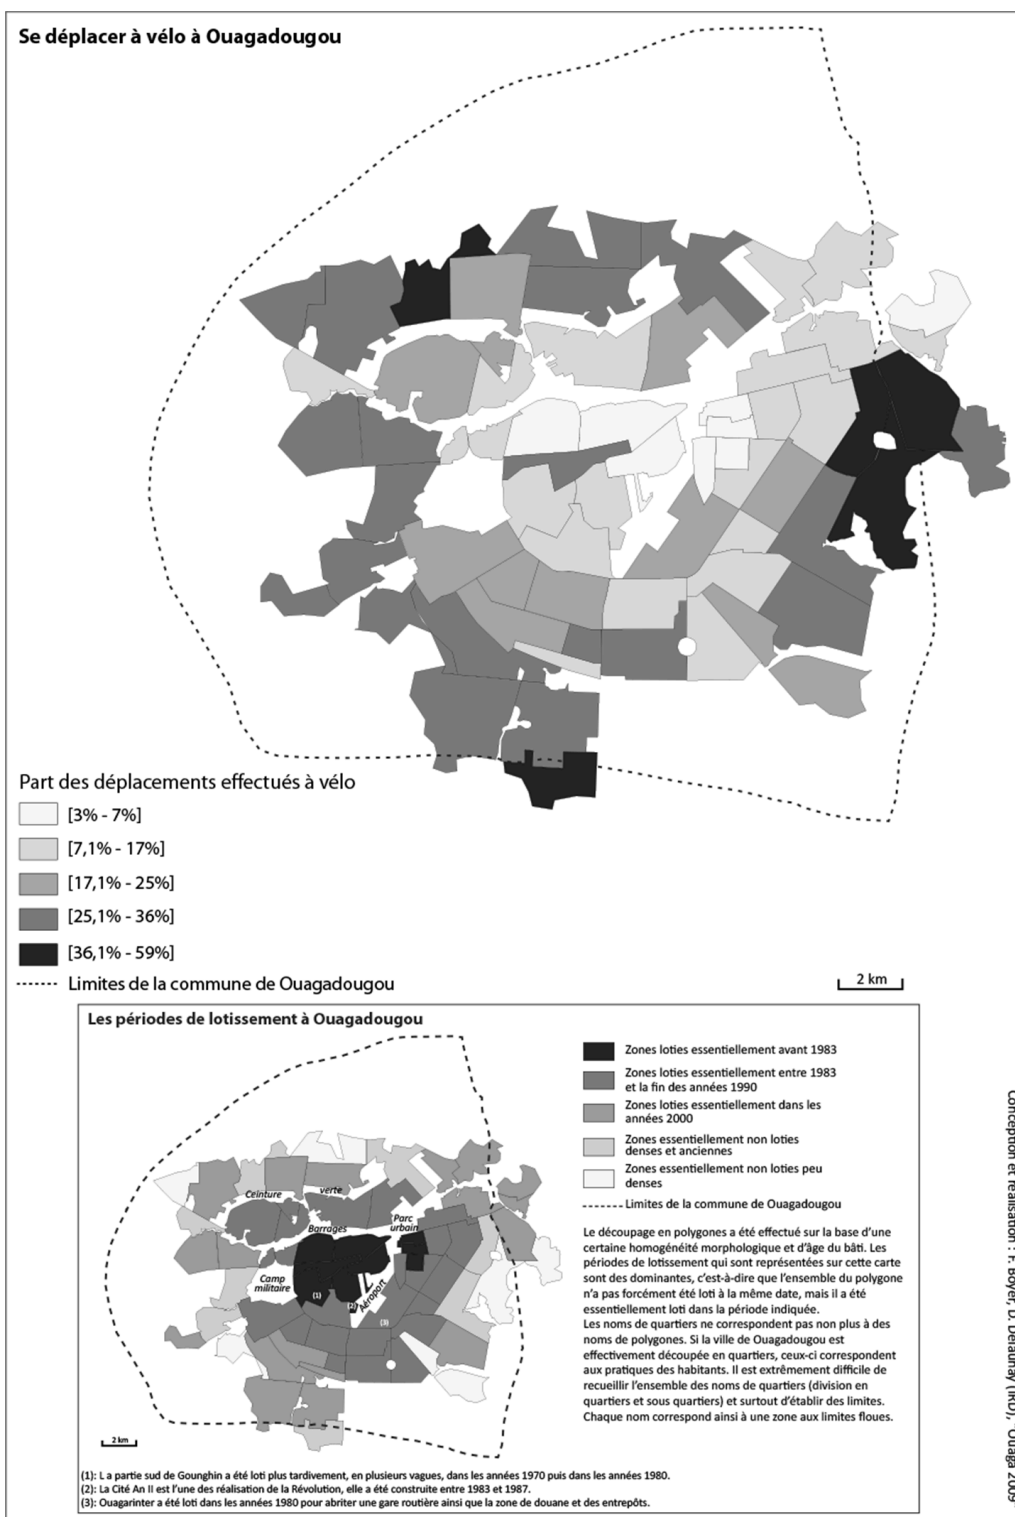 Se déplacer à vélo à Ouagadougou
Part des déplacements effectués à vélo
[3% - 7%]
[7,1% - 17%]
[17,1% - 25%]
[25,1% - 36%]
[36,1% - 59%]
Limites de la commune de Ouagadougou
2 km
Les périodes de lotissement à Ouagadougou
Zones loties essentiellement avant 1983
Zones loties essentiellement entre 1983
et la fin des années 1990
Zones loties essentiellement dans les
années 2000
Zones essentiellement non loties
denses et anciennes
Zones essentiellement non loties peu
denses
Limites de la commune de Ouagadougou
Ceinture
verte
Barrages
Parc
urbain
Camp
militaire
Aéroport
(1)
(2)
(3)
2 km
Le découpage en polygones a été effectué sur la base d'une
certaine homogénéité morphologique et d'âge du bâti. Les
périodes de lotissement qui sont représentées sur cette carte
sont des dominantes, c'est-à-dire que l'ensemble du polygone
n'a pas forcément été loti à la même date, mais il a été
essentiellement loti dans la période indiquée.
Les noms de quartiers ne correspondent pas non plus à des
noms de polygones. Si la ville de Ouagadougou est
effectivement découpée en quartiers, ceux-ci correspondent
aux pratiques des habitants. Il est extrêmement difficile de
recueillir l'ensemble des noms de quartiers (division en
quartiers et sous quartiers) et surtout d'établir des limites.
Chaque nom correspond ainsi à une zone aux limites floues.
(1): L a partie sud de Gounghin a été loti plus tardivement, en plusieurs vagues, dans les années 1970 puis dans les années 1980.
(2): La Cité An II est l'une des réalisation de la Révolution, elle a été construite entre 1983 et 1987.
(3): Ouagarinter a été loti dans les années 1980 pour abriter une gare routière ainsi que la zone de douane et des entrepôts.
Conception et réalisation : F. Boyer, D. Delaunay (IRD), "Ouaga 2009"